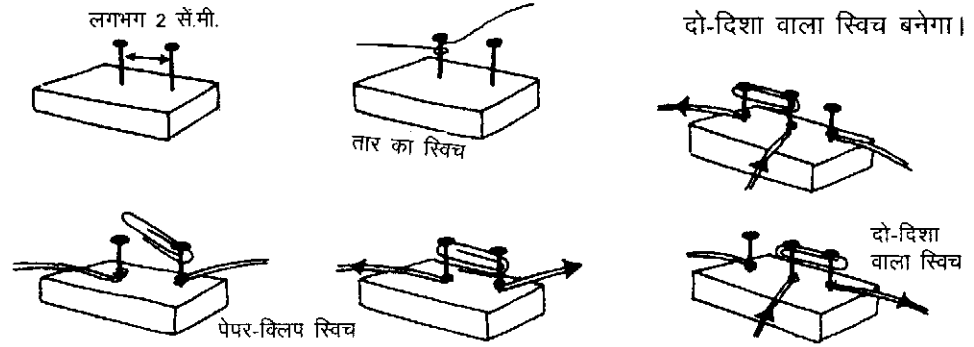 लगभग 2 सें.मी.
तार का स्विच
पेपर-क्लिप स्विच
दो-दिशा वाला स्विच बनेगा।
दो-दिशा
वाला स्विच